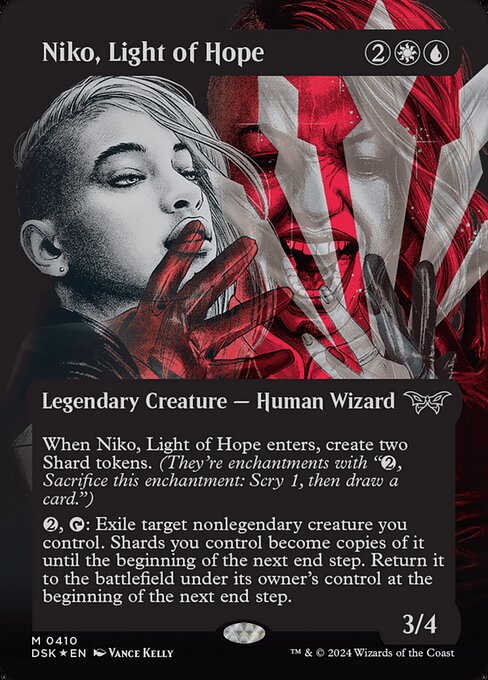 Niko, Light of Hope 2
Legendary Creature — Human Wizard
When Niko, Light of Hope enters, create two
Shard tokens. (They're enchantments with “2,
Sacrifice this enchantment: Scry 1, then draw a
card.”)
2, : Exile target nonlegendary creature you
control. Shards you control become copies of it
until the beginning of the next end step. Return it
to the battlefield under its owner's control at the
beginning of the next end step.
3/4
M 0410
DSK ★ EN Vance Kelly ™ & © 2024 Wizards of the Coast